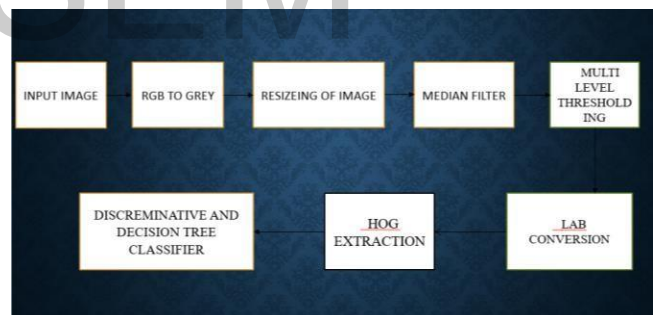 INPUT IMAGE
RGB TO GREY
RESIZEING OF IMAGE
MEDIAN FILTER
MULTI
LEVEL
THRESHOLD
ING
LAB
CONVERSION
HOG
EXTRACTION
DISCREMINATIVE AND
DECISION TREE
CLASSIFIER